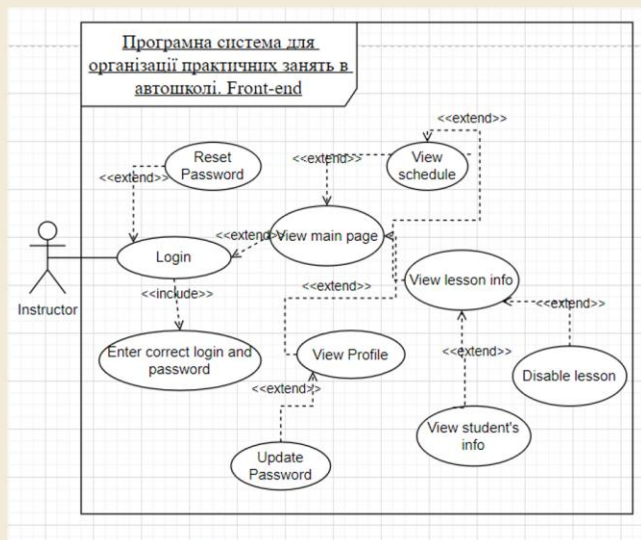 Програмна система для
організації практичних занять в
автошколі. Front-end
<<extend>>
Reset
Password
<<extend>>
View
schedule
<<extend>>
<<extend>>
View main page
Login
<<extend>>
View lesson info
<<include>>
Instructor
<<extend>>
Enter correct login and
password
View Profile
<<extend>>
Disable lesson
<<extend>>
View student's
info
Update
Password